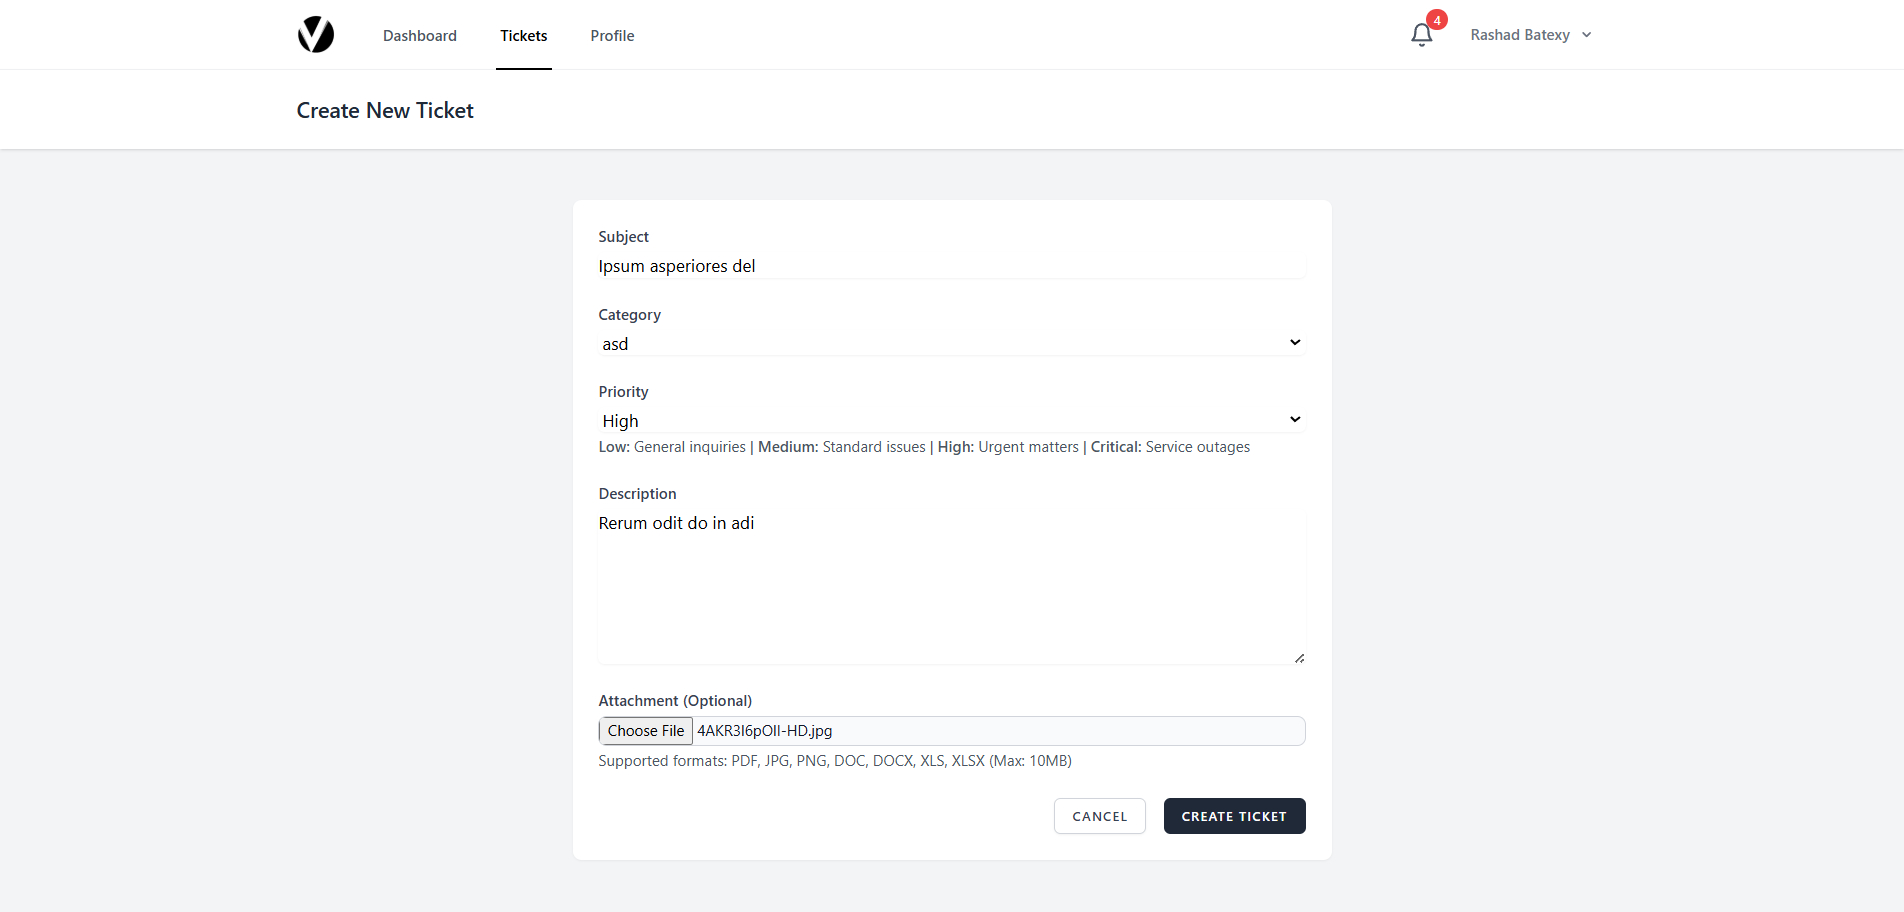 Dashboard Tickets Profile 4 Rashad Batexy
Create New Ticket
Subject
Ipsum asperiores del
Category
asd
Priority
High
Low: General inquiries | Medium: Standard issues | High: Urgent matters | Critical: Service outages
Description
Rerum odit do in adi
Attachment (Optional)
Choose File 4AKR3I6pOIl-HD.jpg
Supported formats: PDF, JPG, PNG, DOC, DOCX, XLS, XLSX (Max: 10MB)
CANCEL CREATE TICKET